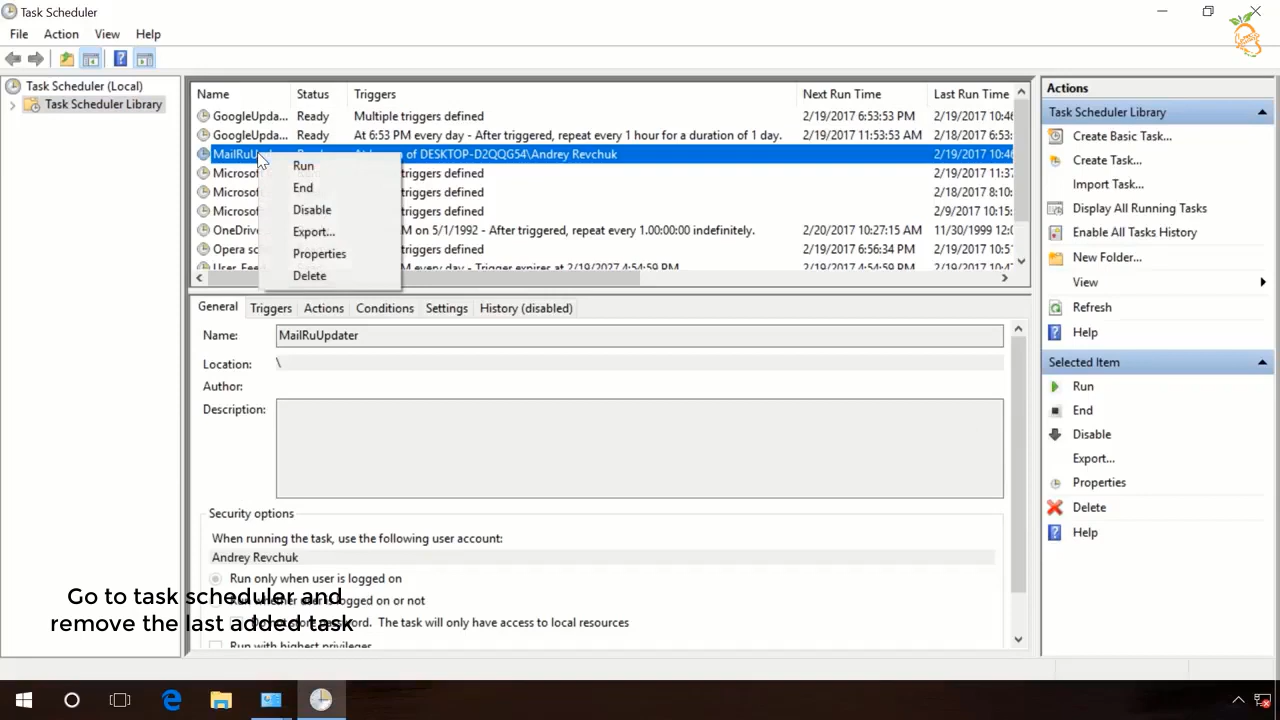 Task Scheduler
File Action View Help
Task Scheduler (Local)
Task Scheduler Library
Name Status Triggers Next Run Time Last Run Time
GoogleUpda... Ready Multiple triggers defined 2/19/2017 6:53:53 PM 2/19/2017 10:46
GoogleUpda... Ready At 6:53 PM every day - After triggered, repeat every 1 hour for a duration of 1 day. 2/19/2017 11:53:53 AM 2/18/2017 6:53:
MailRuU of DESKTOP-D2QQG54\Andrey Revchuk 2/19/2017 10:46
Microsof triggers defined 2/19/2017 11:37
Microsof triggers defined 2/18/2017 8:10:
Microsof triggers defined 2/9/2017 10:15:
OneDriv M on 5/1/1992 - After triggered, repeat every 1.00:00:00 indefinitely. 2/20/2017 10:27:15 AM 11/30/1999 12:0
Opera sc triggers defined 2/19/2017 6:56:34 PM 2/19/2017 10:51
User_Fee M every day - Trigger expires at 2/19/2027 4:54:59 PM. 2/19/2017 4:54:59 PM 2/19/2017 10:47
Run
End
Disable
Export...
Properties
Delete
General Triggers Actions Conditions Settings History (disabled)
Name: MailRuUpdater
Location: \
Author:
Description:
Security options
When running the task, use the following user account:
Andrey Revchuk
Run only when user is logged on
Run whether user is logged on or not
password. The task will only have access to local resources
Run with highest privileges
Go to task scheduler and
remove the last added task
Actions
Task Scheduler Library
Create Basic Task...
Create Task...
Import Task...
Display All Running Tasks
Enable All Tasks History
New Folder...
View
Refresh
Help
Selected Item
Run
End
Disable
Export...
Properties
Delete
Help